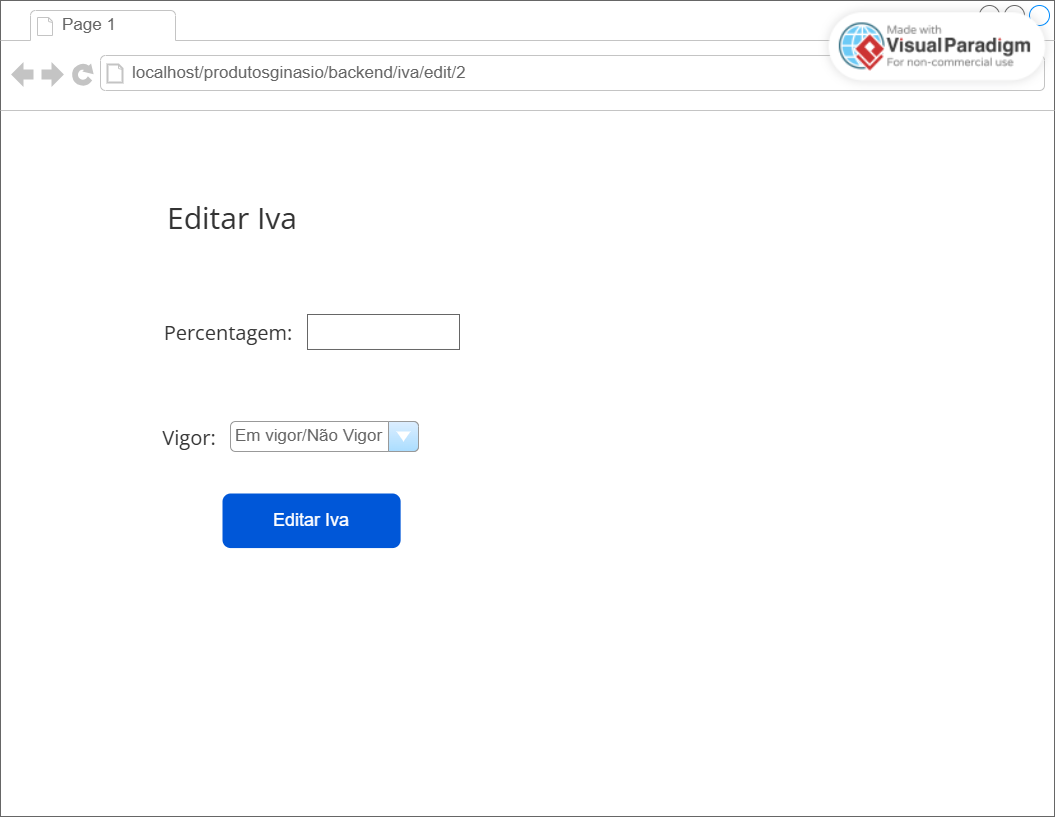 Page 1
Made with
Visual Paradigm
For non-commercial use
localhost/produtosginasio/backend/iva/edit/2
Editar Iva
Percentagem:
Vigor: Em vigor/Não Vigor
Editar Iva